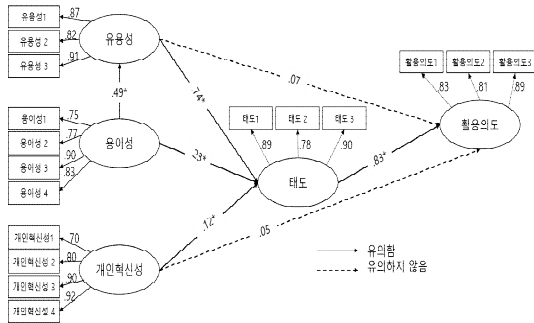 유용성1
.87
유용성 2
.82
유용성 3
.91
유용성
.49*
용이성1
.75
용이성 2
.77
용이성 3
.90
용이성 4
.83
용이성
개인혁신성1
.70
개인혁신성 2
.80
개인혁신성 3
.90
개인혁신성 4
.92
개인혁신성
.74*
.23*
.12*
태도1
태도 2
태도 3
.89
.78
.90
태도
.07
.83*
.05
활용의도1
활용의도2
활용의도3
.83
.81
.89
활용의도
유의함
유의하지 않음